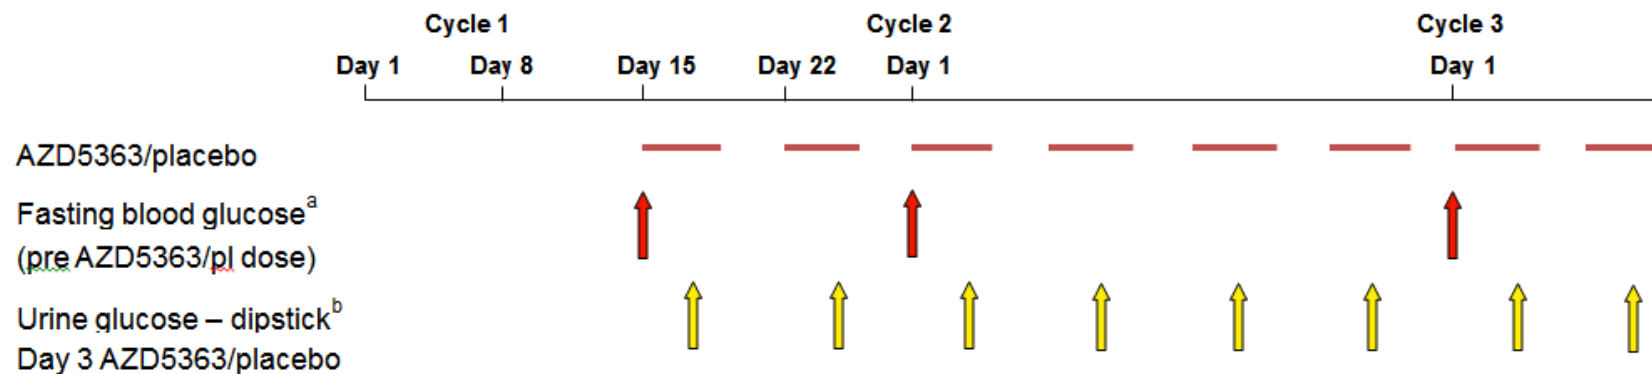 Cycle 1 Cycle 2 Cycle 3
Day 1 Day 8 Day 15 Day 22 Day 1 Day 1
AZD5363/placebo
Fasting blood glucoseᵃ
(pre AZD5363/pl dose)
Urine glucose – dipstickᵇ
Day 3 AZD5363/placebo